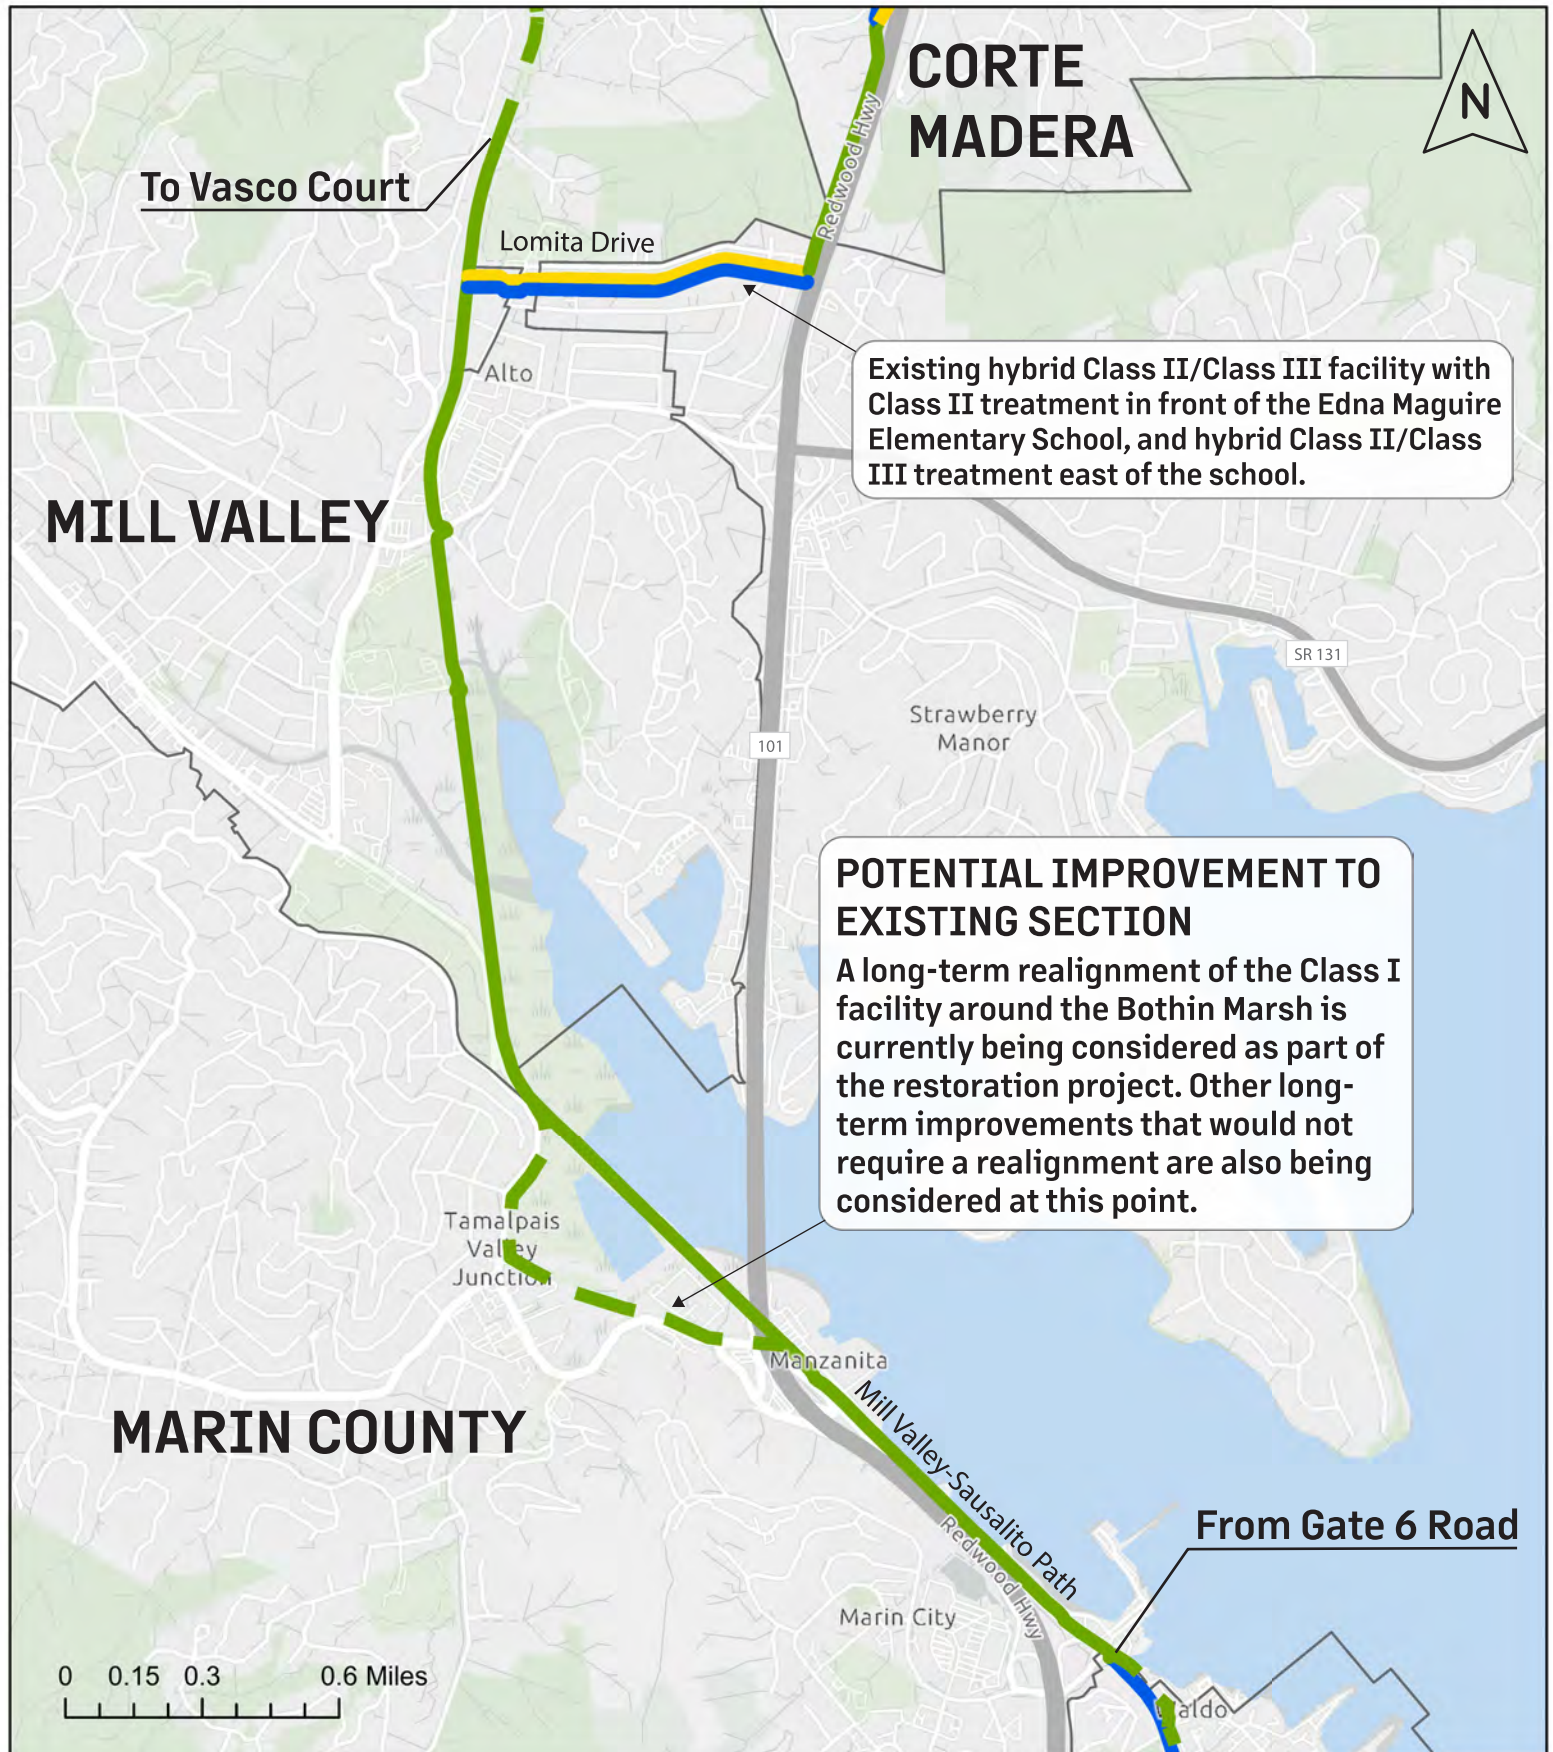 CORTE
MADERA
N
Redwood Hwy
To Vasco Court
Lomita Drive
Alto
Existing hybrid Class II/Class III facility with
Class II treatment in front of the Edna Maguire
Elementary School, and hybrid Class II/Class
III treatment east of the school.
MILL VALLEY
SR 131
Strawberry
Manor
101
POTENTIAL IMPROVEMENT TO
EXISTING SECTION
A long-term realignment of the Class I
facility around the Bothin Marsh is
currently being considered as part of
the restoration project. Other long-
term improvements that would not
require a realignment are also being
considered at this point.
Tamalpais
Valley
Junction
Manzanita
MARIN COUNTY
Mill Valley-Sausalito Path
Redwood Hwy
From Gate 6 Road
Marin City
0 0.15 0.3 0.6 Miles